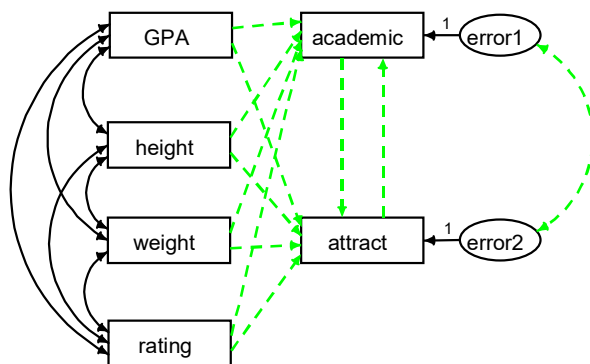 GPA
academic
1
error1
height
weight
attract
1
error2
rating